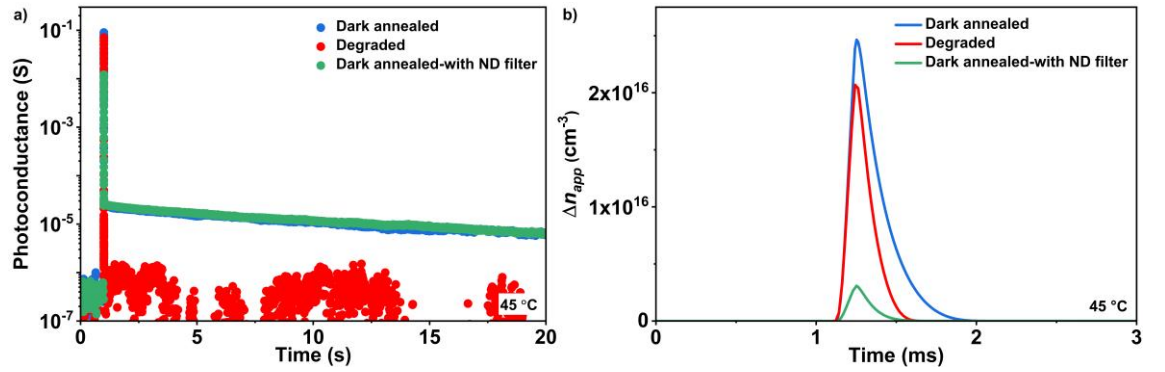 a)
Photoconductance (S)
10⁻¹
10⁻³
10⁻⁵
10⁻⁷
Dark annealed
Degraded
Dark annealed-with ND filter
45 °C
0 5 10 15 20
Time (s)
b)
Δn_app (cm⁻³)
2x10¹⁶
1x10¹⁶
0
Dark annealed
Degraded
Dark annealed-with ND filter
45 °C
0 1 2 3
Time (ms)